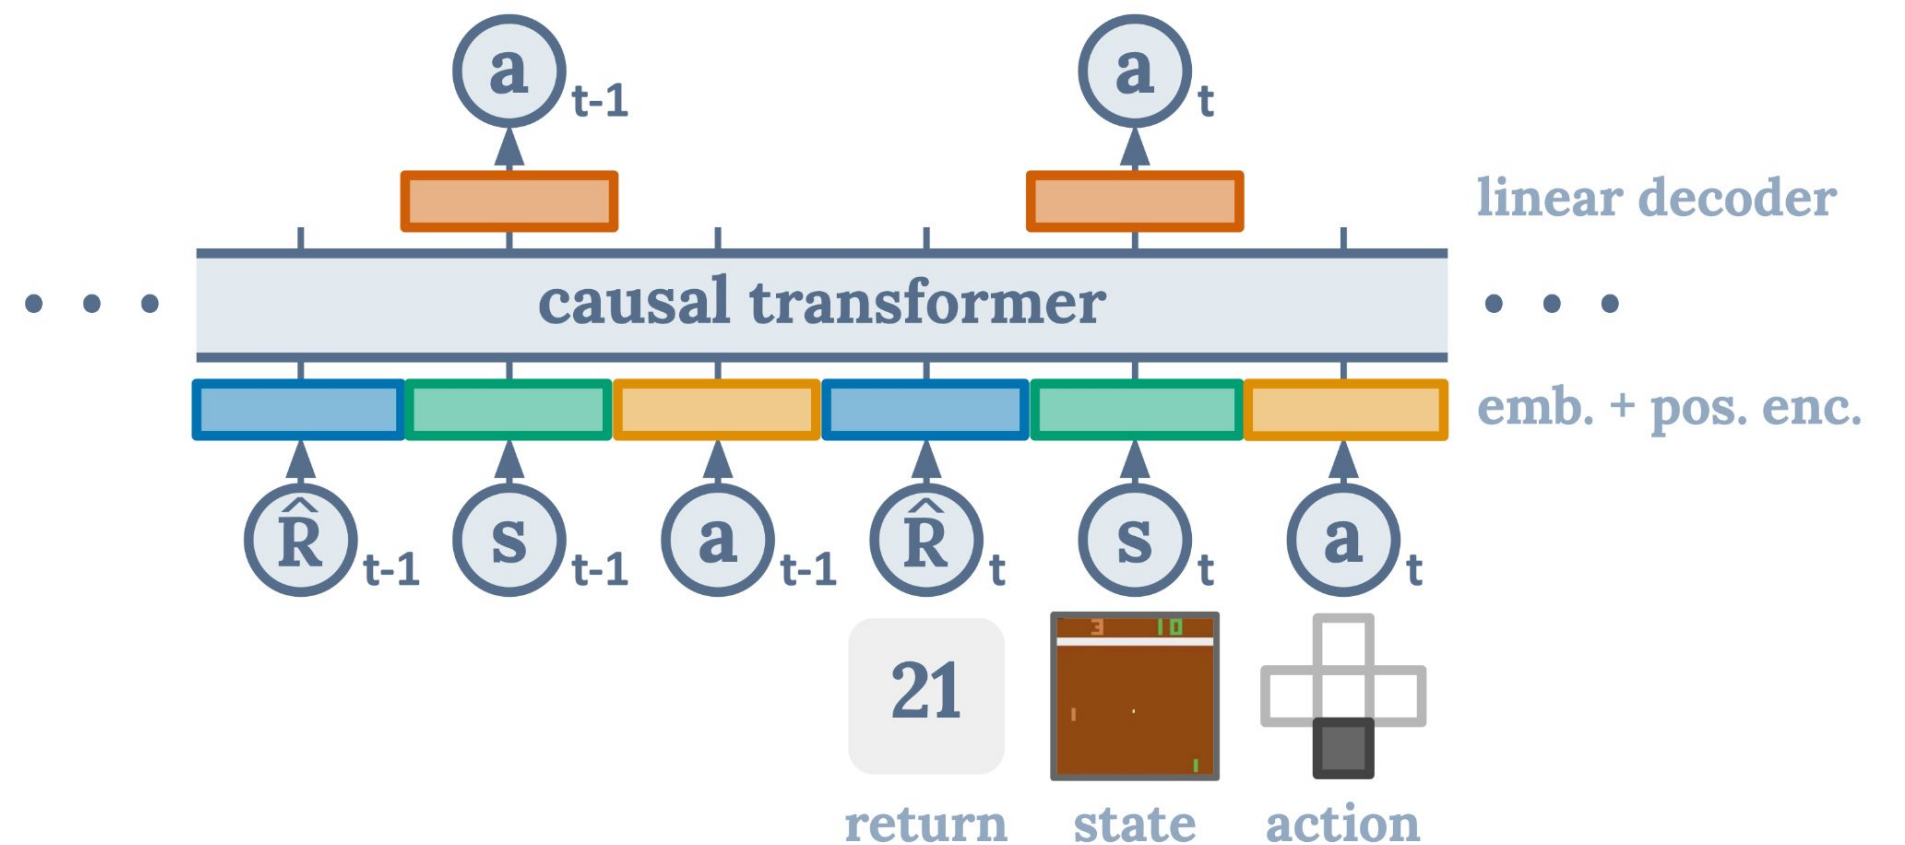 a t-1 a t
linear decoder
causal transformer
emb. + pos. enc.
R̂ t-1 s t-1 a t-1 R̂ t s t a t
3 10
21
return state action